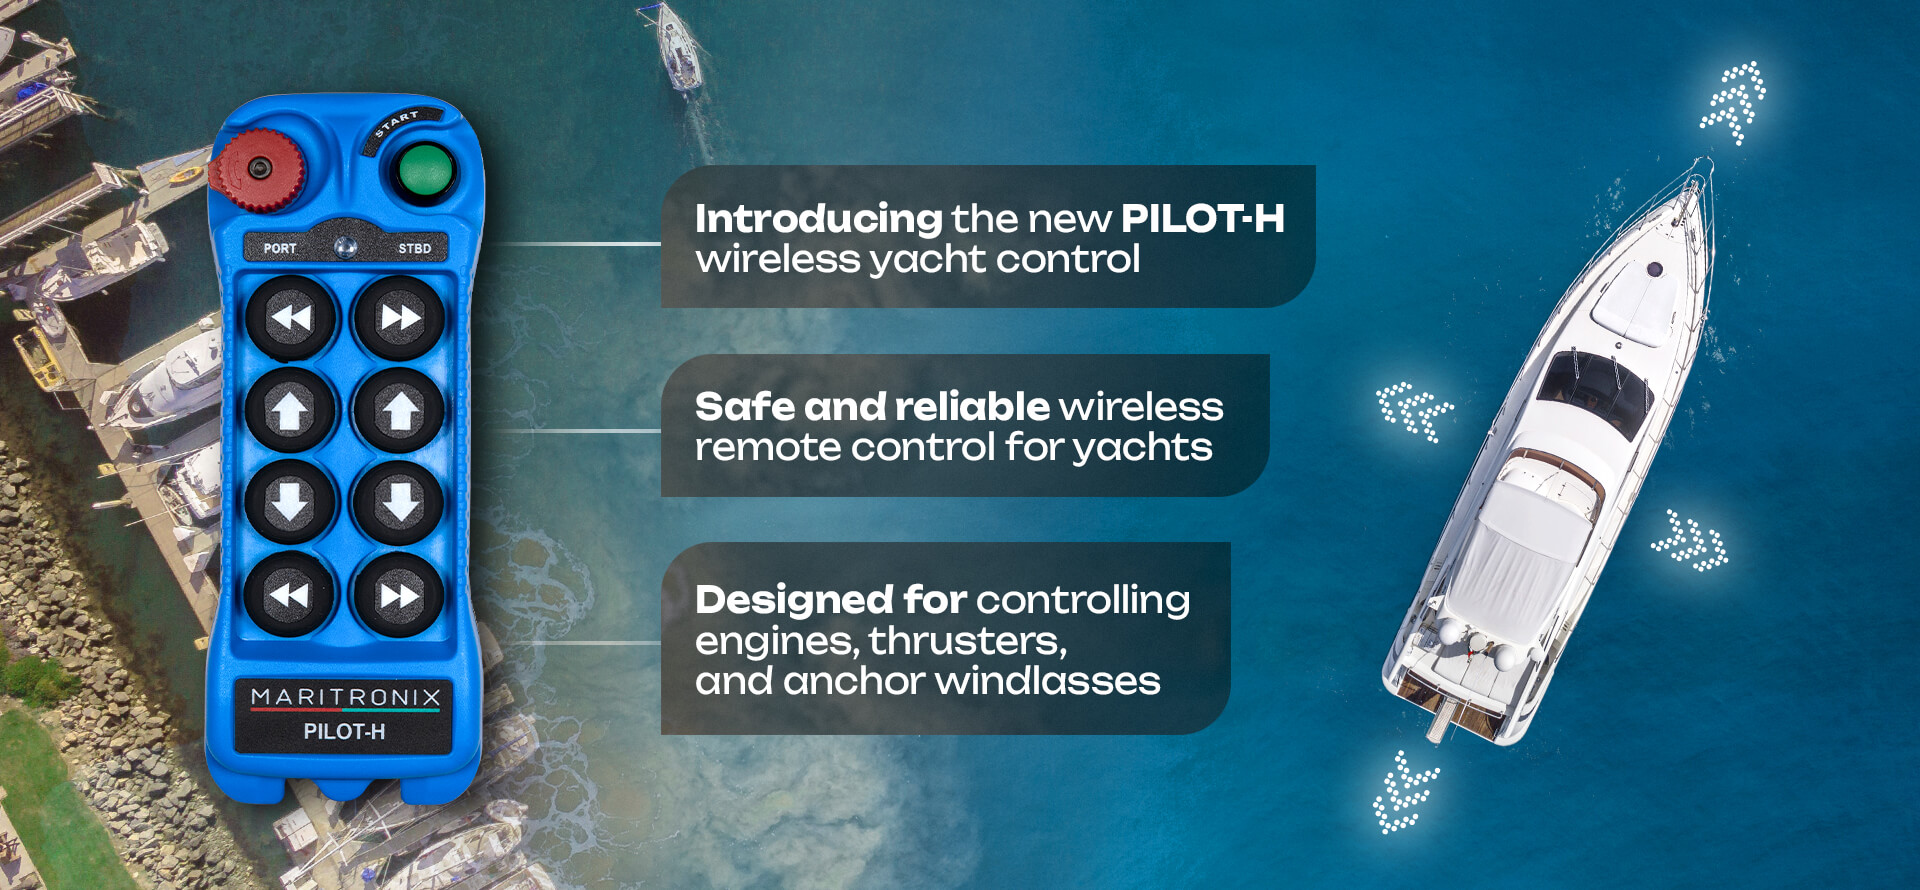 START
PORT
STBD
MARITRONIX
PILOT-H
Introducing the new PILOT-H
wireless yacht control
Safe and reliable wireless
remote control for yachts
Designed for controlling
engines, thrusters,
and anchor windlasses